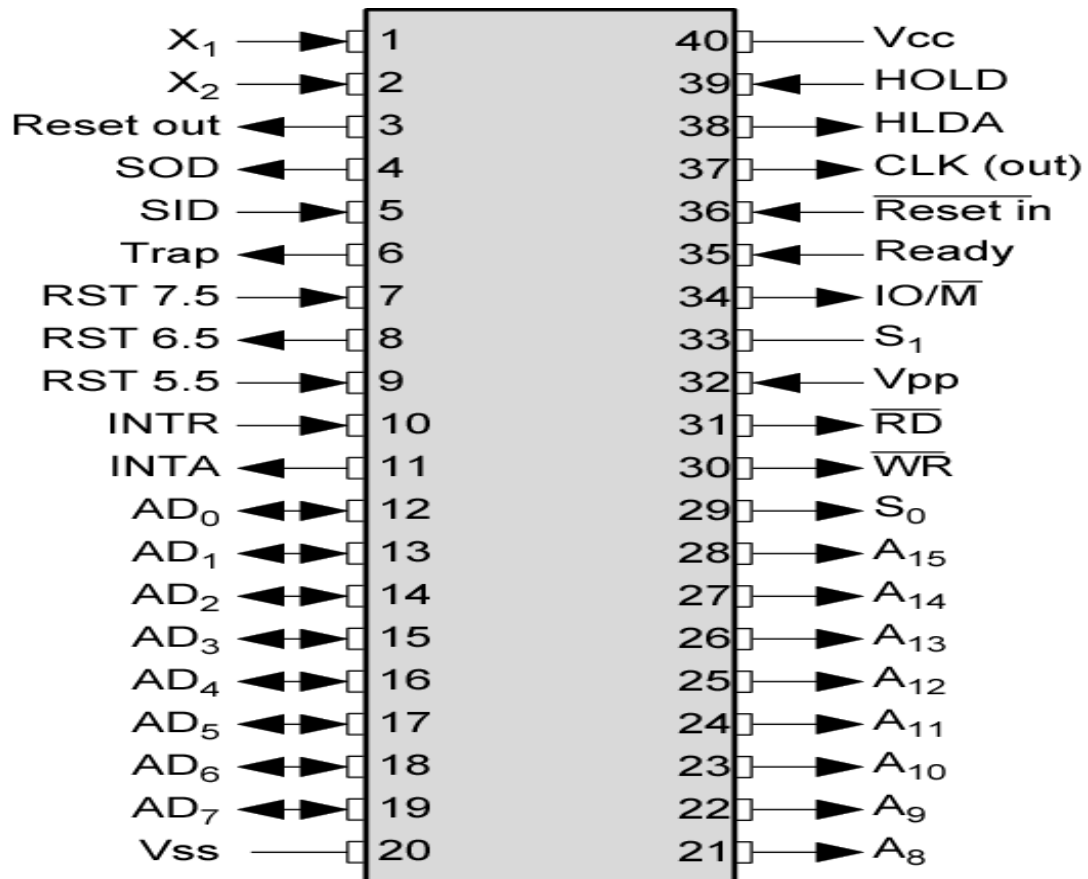 X₁ 1 40 Vcc
X₂ 2 39 HOLD
Reset out 3 38 HLDA
SOD 4 37 CLK (out)
SID 5 36 R̅e̅s̅e̅t̅ ̅i̅n
Trap 6 35 Ready
RST 7.5 7 34 IO/M̅
RST 6.5 8 33 S₁
RST 5.5 9 32 Vpp
INTR 10 31 R̅D̅
INTA 11 30 W̅R̅
AD₀ 12 29 S₀
AD₁ 13 28 A₁₅
AD₂ 14 27 A₁₄
AD₃ 15 26 A₁₃
AD₄ 16 25 A₁₂
AD₅ 17 24 A₁₁
AD₆ 18 23 A₁₀
AD₇ 19 22 A₉
Vss 20 21 A₈